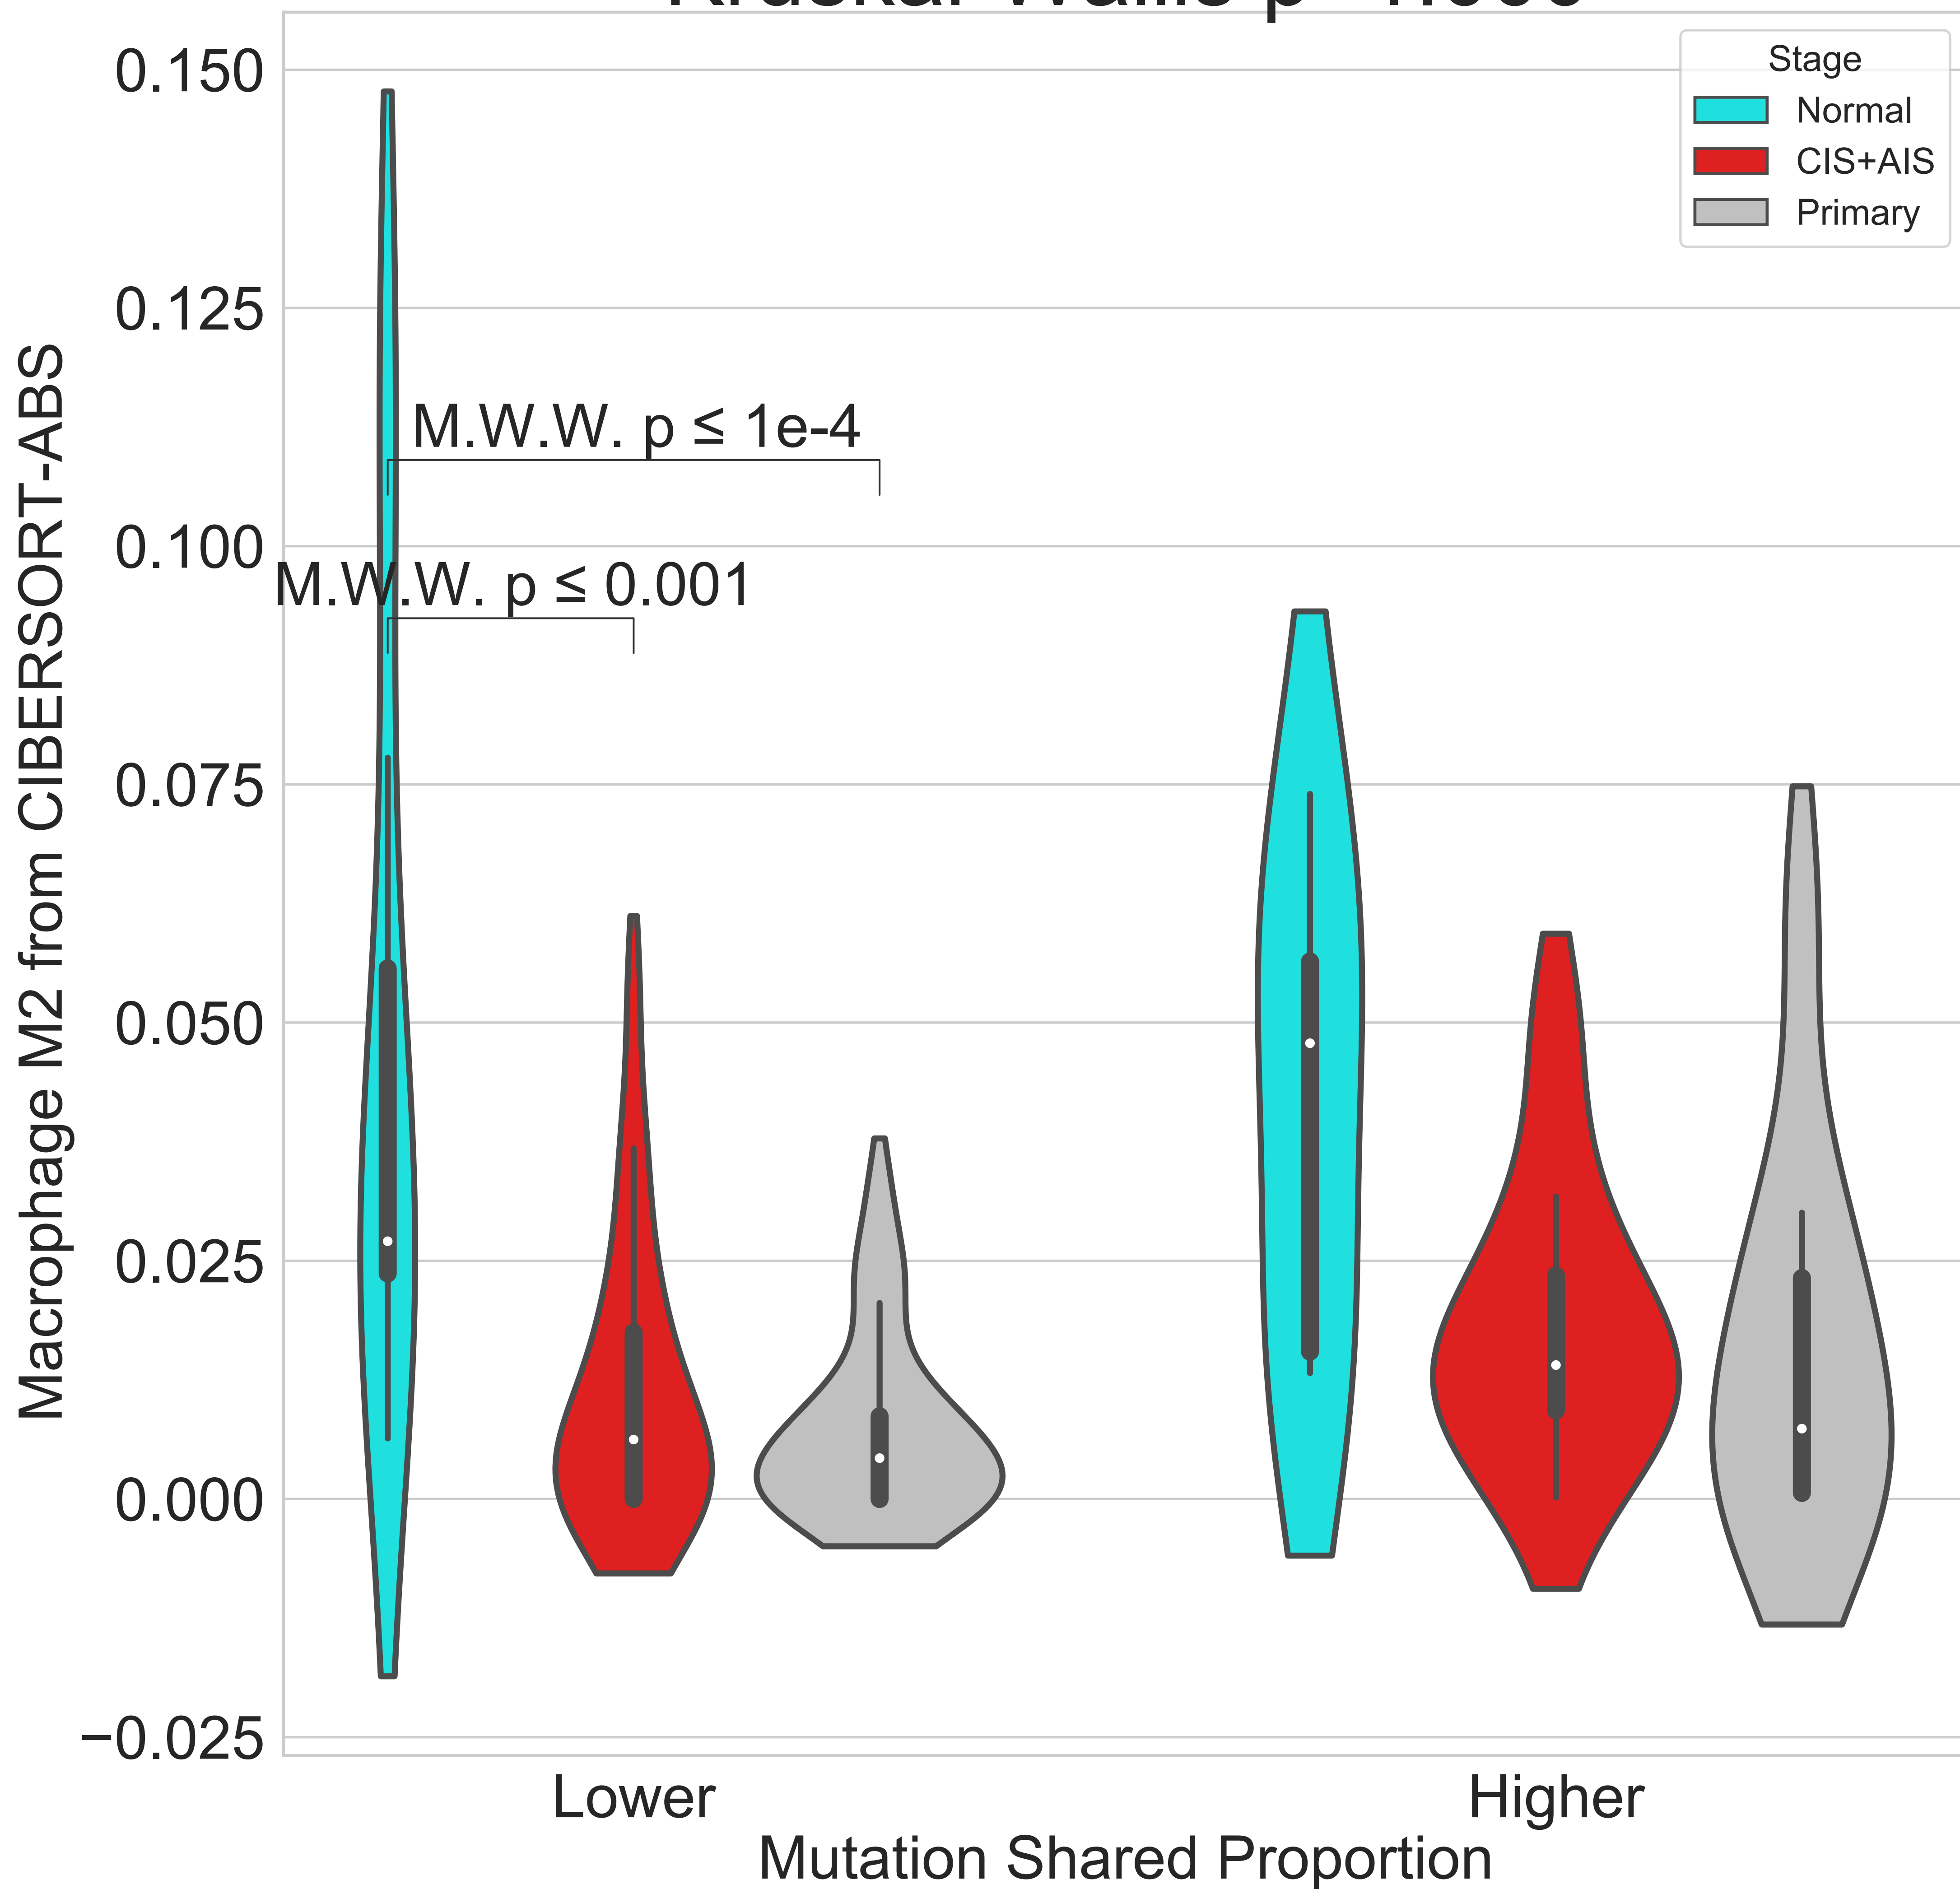 Stage
Normal
CIS+AIS
Primary
0.150
0.125
0.100
0.075
0.050
0.025
0.000
−0.025
Macrophage M2 from CIBERSORT-ABS
M.W.W. p ≤ 1e-4
M.W.W. p ≤ 0.001
Lower
Higher
Mutation Shared Proportion